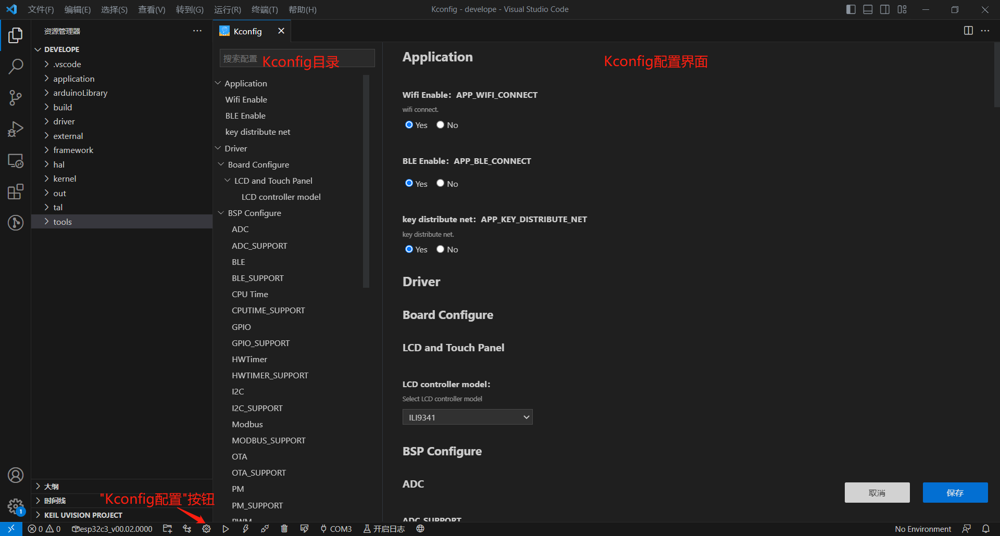 文件(F) 编辑(E) 选择(S) 查看(V) 转到(G) 运行(R) 终端(T) 帮助(H)
Kconfig - develope - Visual Studio Code
资源管理器
DEVELOPE
.vscode
application
arduinoLibrary
build
driver
external
framework
hal
kernel
out
tal
tools
大纲
时间线
KEIL UVISION PROJECT
"Kconfig配置"按钮
Kconfig
搜索配置
Kconfig目录
Application
Wifi Enable
BLE Enable
key distribute net
Driver
Board Configure
LCD and Touch Panel
LCD controller model
BSP Configure
ADC
ADC_SUPPORT
BLE
BLE_SUPPORT
CPU Time
CPUTIME_SUPPORT
GPIO
GPIO_SUPPORT
HWTimer
HWTIMER_SUPPORT
I2C
I2C_SUPPORT
Modbus
MODBUS_SUPPORT
OTA
OTA_SUPPORT
PM
PM_SUPPORT
PWM
Application
Kconfig配置界面
Wifi Enable：APP_WIFI_CONNECT
wifi connect.
Yes No
BLE Enable：APP_BLE_CONNECT
Yes No
key distribute net：APP_KEY_DISTRIBUTE_NET
key distribute net.
Yes No
Driver
Board Configure
LCD and Touch Panel
LCD controller model：
Select LCD controller model
ILI9341
BSP Configure
ADC
ADC_SUPPORT
取消
保存
1
0 0 esp32c3_v00.02.0000 COM3 开启日志 No Environment